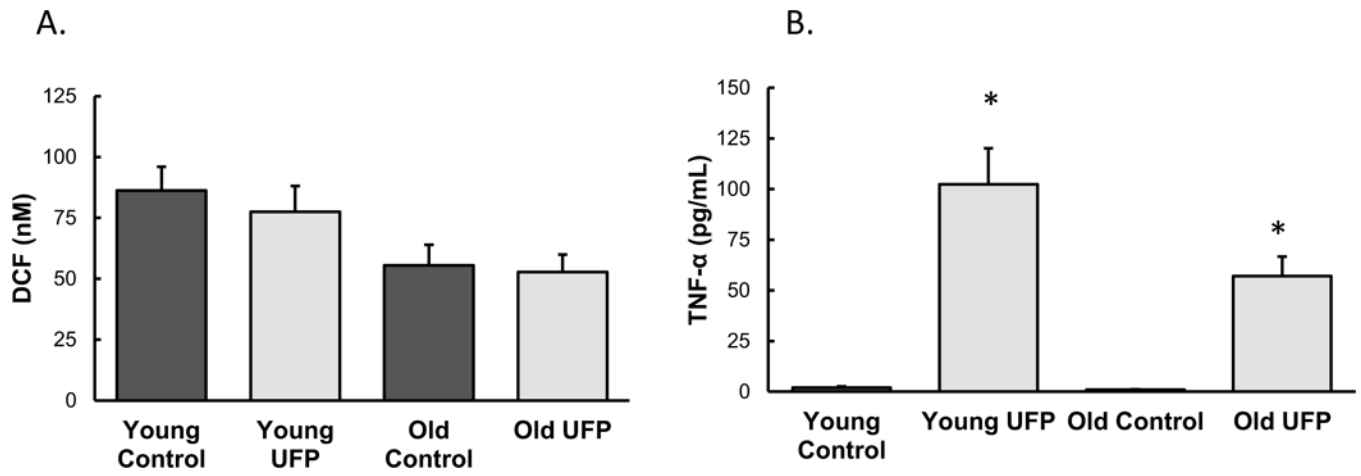 A.
125
100
75
50
25
0
DCF (nM)
Young
Control
Young
UFP
Old
Control
Old UFP
B.
150
125
100
75
50
25
0
TNF-α (pg/mL)
*
*
Young
Control
Young UFP
Old Control
Old UFP